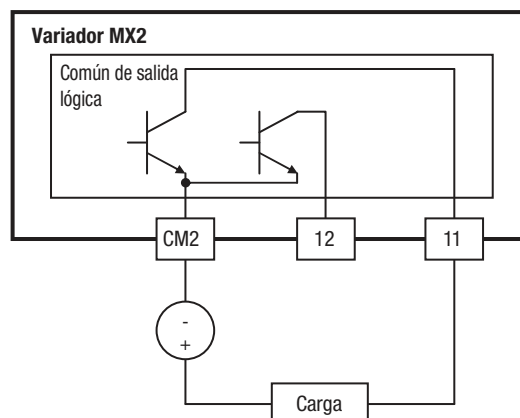 Variador MX2
Común de salida
lógica
CM2
12
11
-
+
Carga